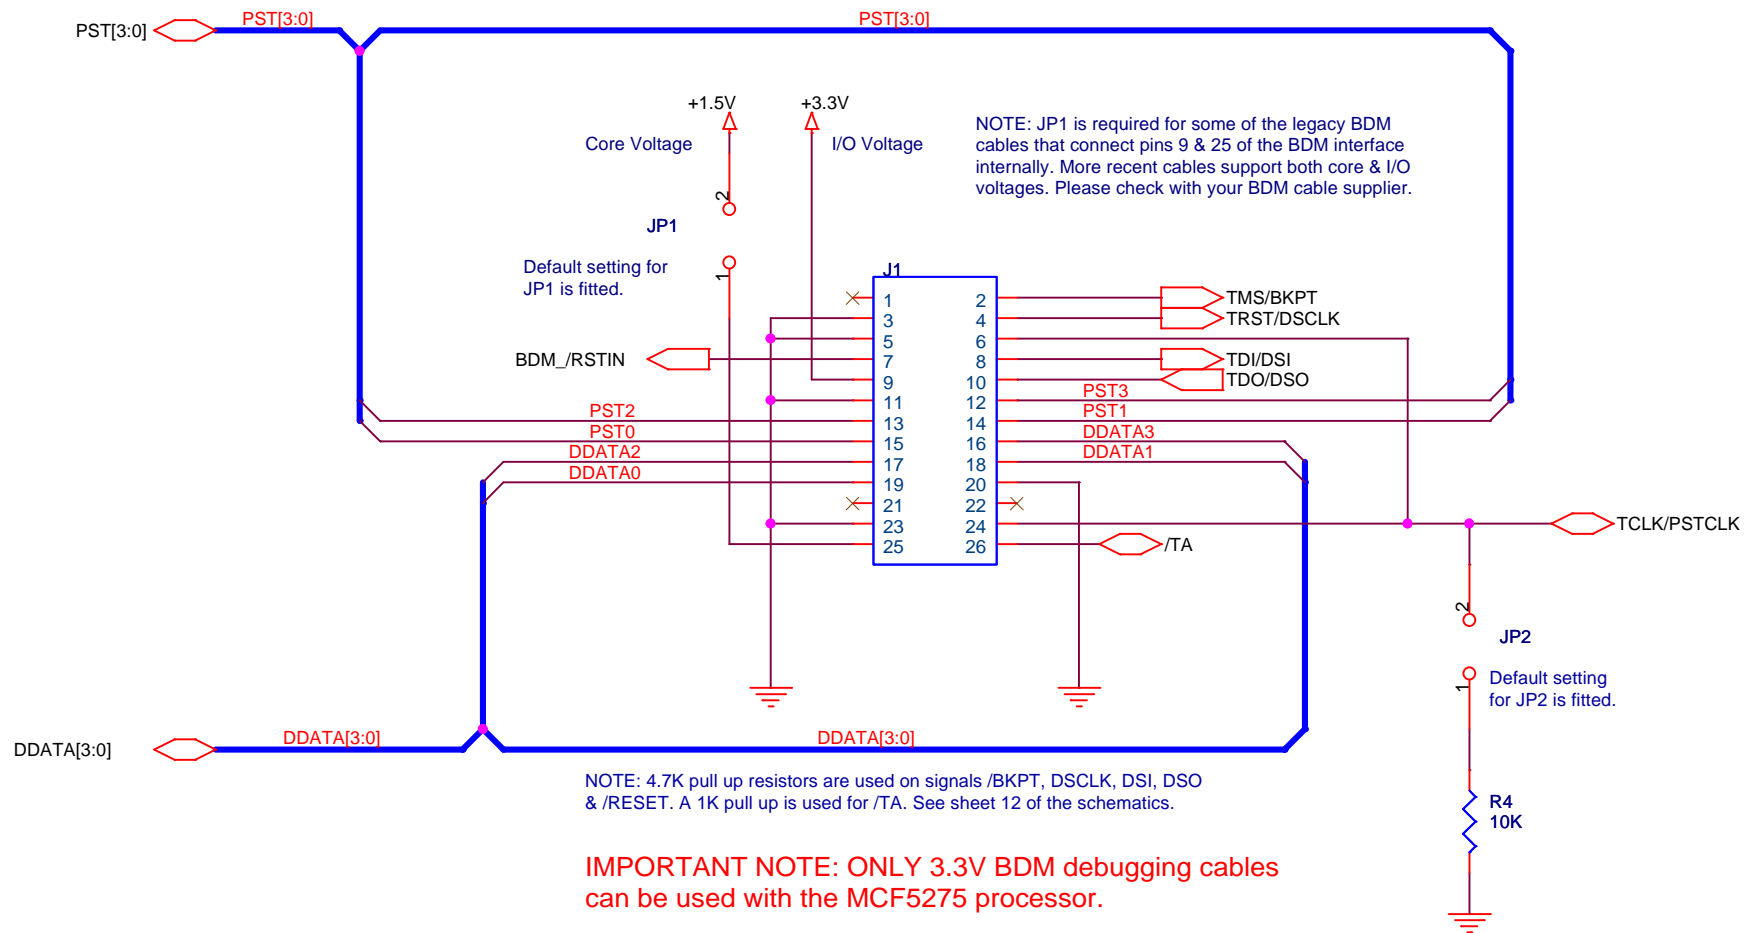 PST[3:0]
PST[3:0]
PST[3:0]
+1.5V
+3.3V
Core Voltage
I/O Voltage
NOTE: JP1 is required for some of the legacy BDM
cables that connect pins 9 & 25 of the BDM interface
internally. More recent cables support both core & I/O
voltages. Please check with your BDM cable supplier.
2
JP1
1
Default setting for
JP1 is fitted.
J1
1 2 TMS/BKPT
3 4 TRST/DSCLK
5 6
BDM_/RSTIN 7 8 TDI/DSI
9 10 TDO/DSO
11 12 PST3
PST2 13 14 PST1
PST0 15 16 DDATA3
DDATA2 17 18 DDATA1
DDATA0 19 20
21 22
23 24 TCLK/PSTCLK
25 26 /TA
2
JP2
1
Default setting
for JP2 is fitted.
DDATA[3:0]
DDATA[3:0]
DDATA[3:0]
NOTE: 4.7K pull up resistors are used on signals /BKPT, DSCLK, DSI, DSO
& /RESET. A 1K pull up is used for /TA. See sheet 12 of the schematics.
R4
10K
IMPORTANT NOTE: ONLY 3.3V BDM debugging cables
can be used with the MCF5275 processor.